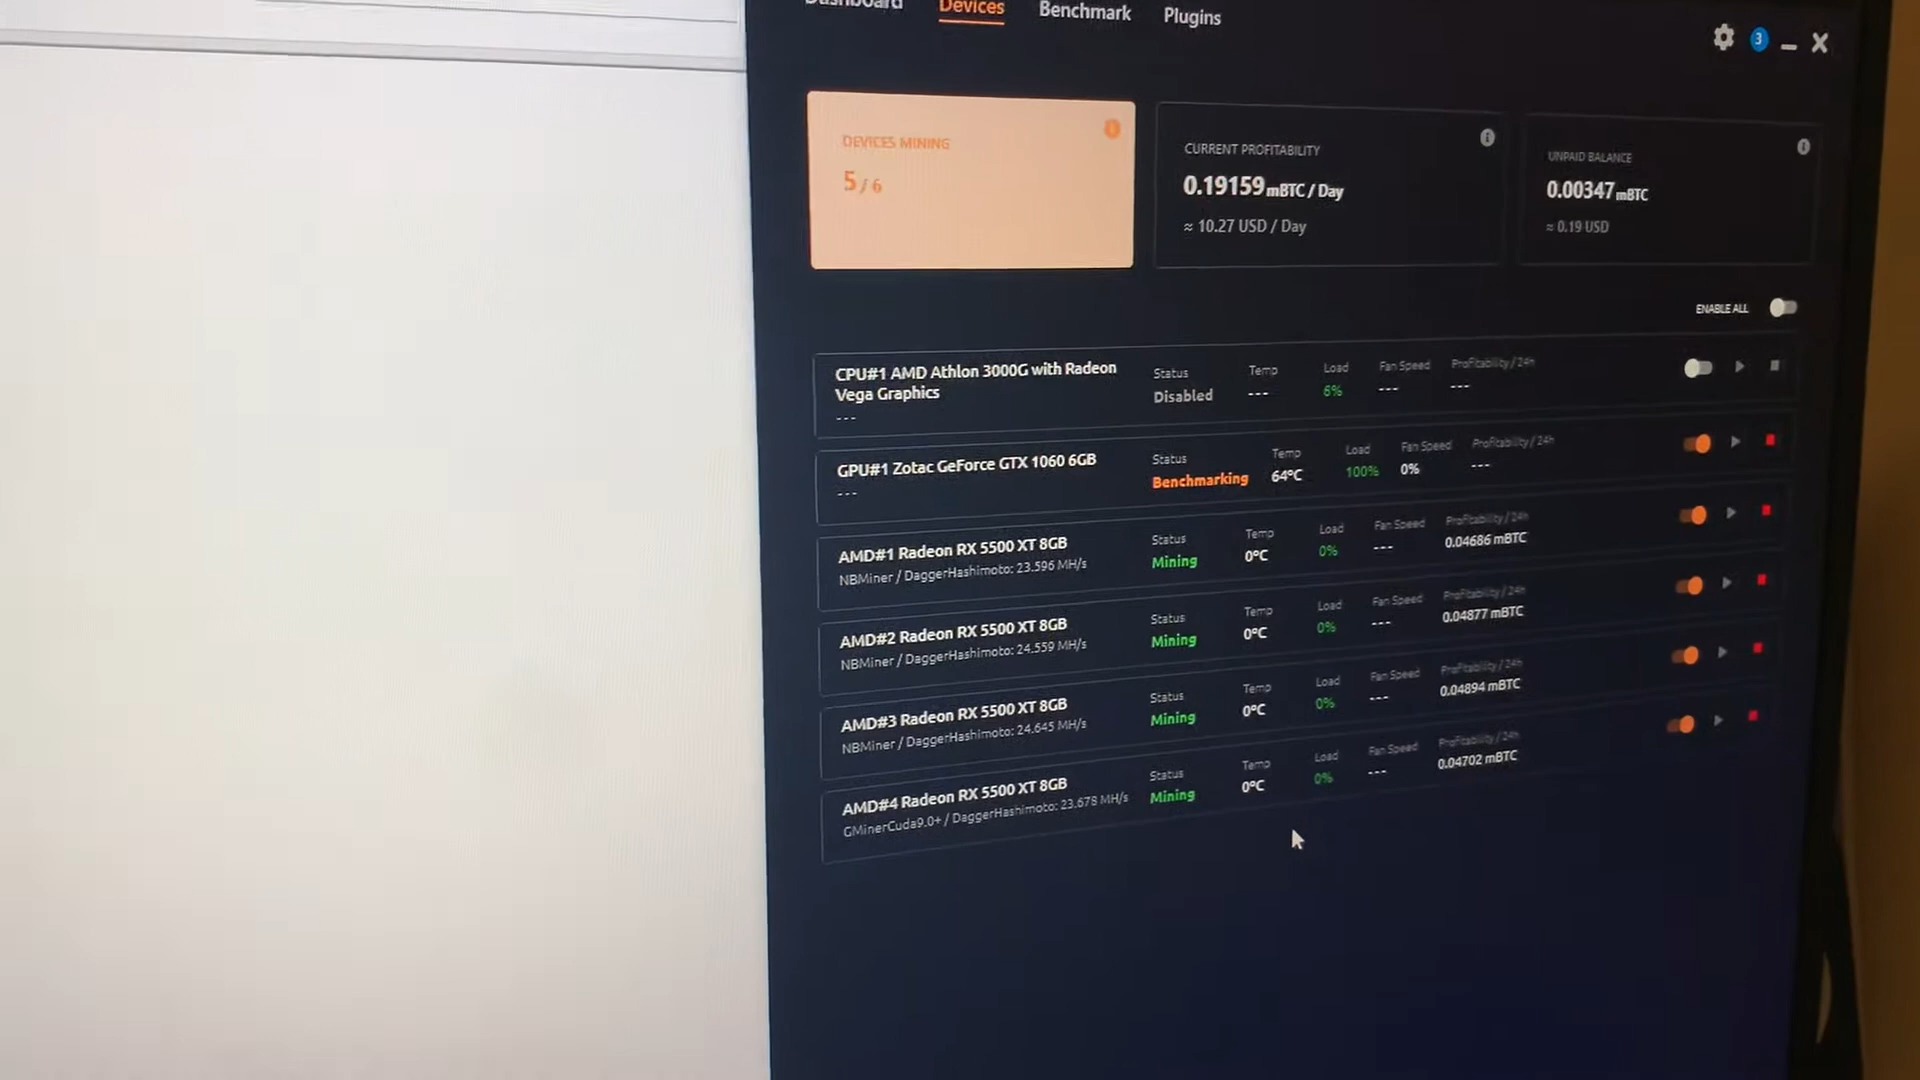 Dashboard
Devices
Benchmark
Plugins
3
DEVICES MINING
5 / 6
CURRENT PROFITABILITY
0.19159 mBTC / Day
≈ 10.27 USD / Day
UNPAID BALANCE
0.00347 mBTC
≈ 0.19 USD
ENABLE ALL
CPU#1 AMD Athlon 3000G with Radeon
Vega Graphics
---
Status
Disabled
Temp
---
Load
6%
Fan Speed
---
Profitability / 24h
---
GPU#1 Zotac GeForce GTX 1060 6GB
---
Status
Benchmarking
Temp
64°C
Load
100%
Fan Speed
0%
Profitability / 24h
---
AMD#1 Radeon RX 5500 XT 8GB
NBMiner / DaggerHashimoto: 23.596 MH/s
Status
Mining
Temp
0°C
Load
0%
Fan Speed
---
Profitability / 24h
0.04686 mBTC
AMD#2 Radeon RX 5500 XT 8GB
NBMiner / DaggerHashimoto: 24.559 MH/s
Status
Mining
Temp
0°C
Load
0%
Fan Speed
---
Profitability / 24h
0.04877 mBTC
AMD#3 Radeon RX 5500 XT 8GB
NBMiner / DaggerHashimoto: 24.645 MH/s
Status
Mining
Temp
0°C
Load
0%
Fan Speed
---
Profitability / 24h
0.04894 mBTC
AMD#4 Radeon RX 5500 XT 8GB
GMinerCuda9.0+ / DaggerHashimoto: 23.678 MH/s
Status
Mining
Temp
0°C
Load
0%
Fan Speed
---
Profitability / 24h
0.04702 mBTC